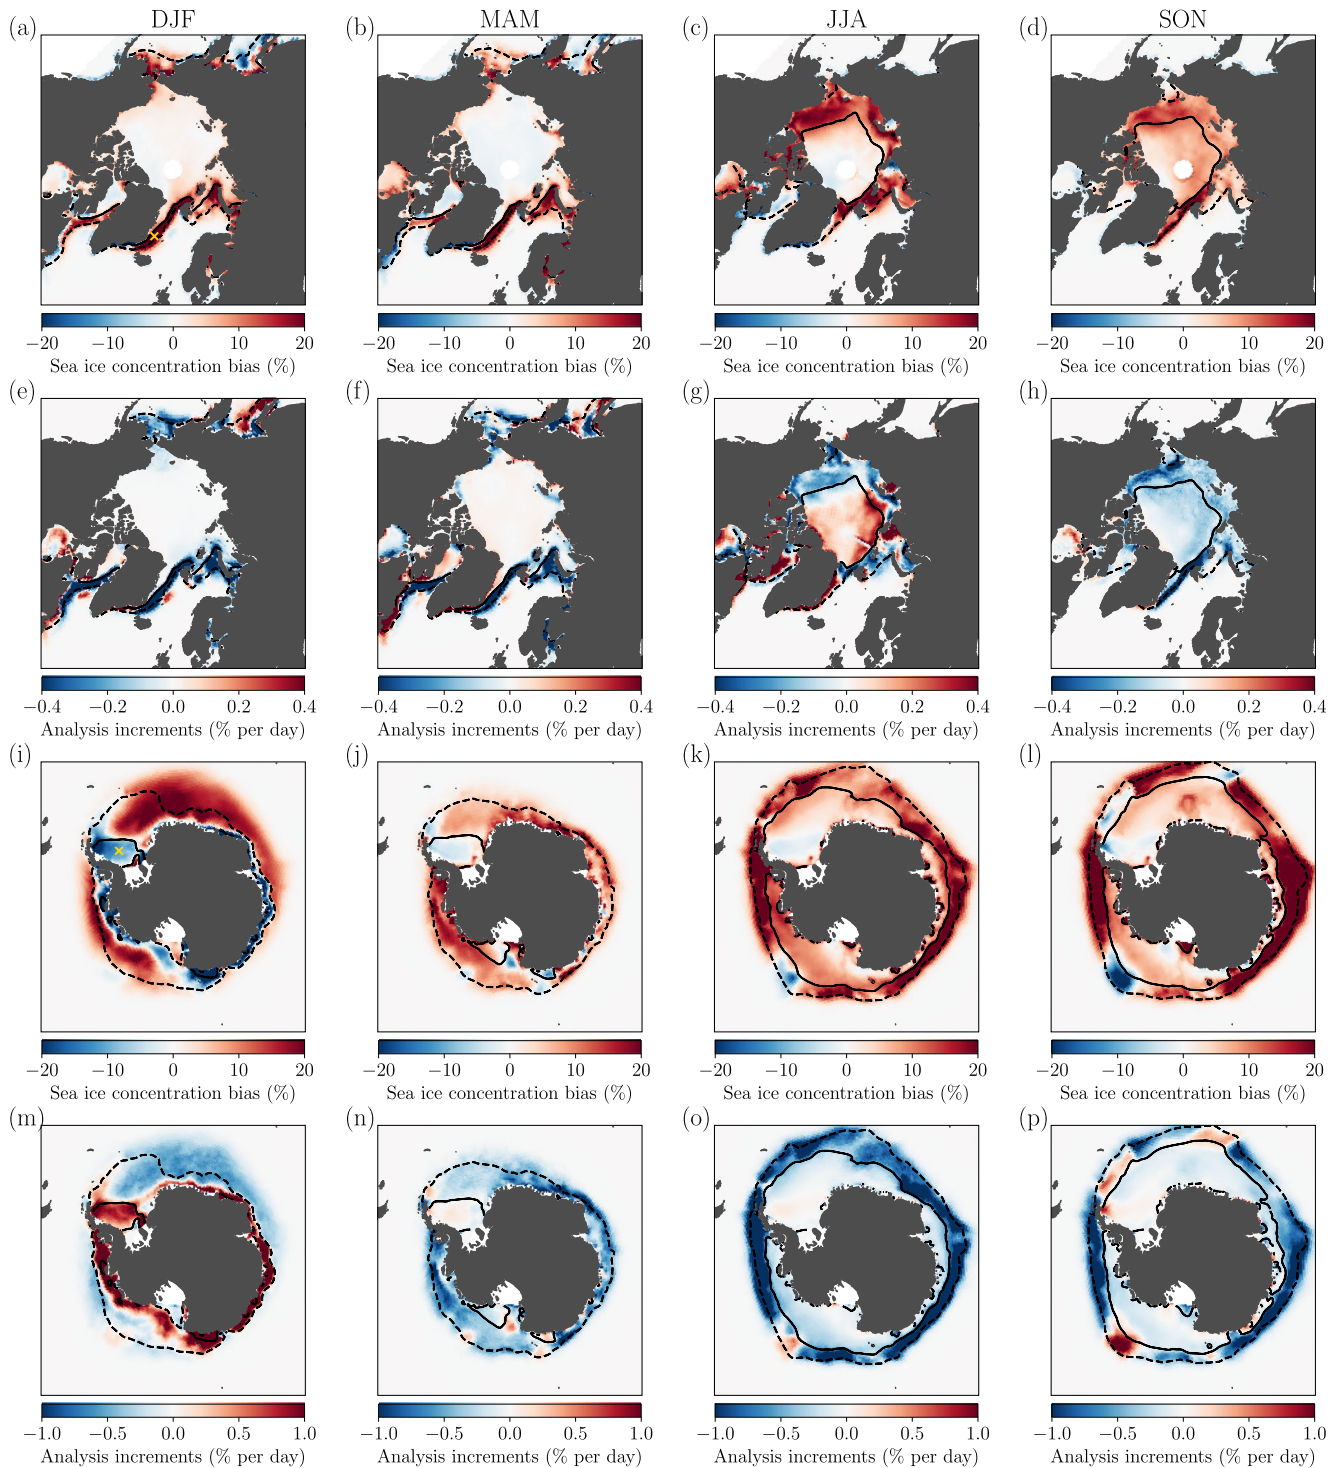 DJF MAM JJA SON
(a) (b) (c) (d)
−20 −10 0 10 20 −20 −10 0 10 20 −20 −10 0 10 20 −20 −10 0 10 20
Sea ice concentration bias (%) Sea ice concentration bias (%) Sea ice concentration bias (%) Sea ice concentration bias (%)
(e) (f) (g) (h)
−0.4 −0.2 0.0 0.2 0.4 −0.4 −0.2 0.0 0.2 0.4 −0.4 −0.2 0.0 0.2 0.4 −0.4 −0.2 0.0 0.2 0.4
Analysis increments (% per day) Analysis increments (% per day) Analysis increments (% per day) Analysis increments (% per day)
(i) (j) (k) (l)
−20 −10 0 10 20 −20 −10 0 10 20 −20 −10 0 10 20 −20 −10 0 10 20
Sea ice concentration bias (%) Sea ice concentration bias (%) Sea ice concentration bias (%) Sea ice concentration bias (%)
(m) (n) (o) (p)
−1.0 −0.5 0.0 0.5 1.0 −1.0 −0.5 0.0 0.5 1.0 −1.0 −0.5 0.0 0.5 1.0 −1.0 −0.5 0.0 0.5 1.0
Analysis increments (% per day) Analysis increments (% per day) Analysis increments (% per day) Analysis increments (% per day)